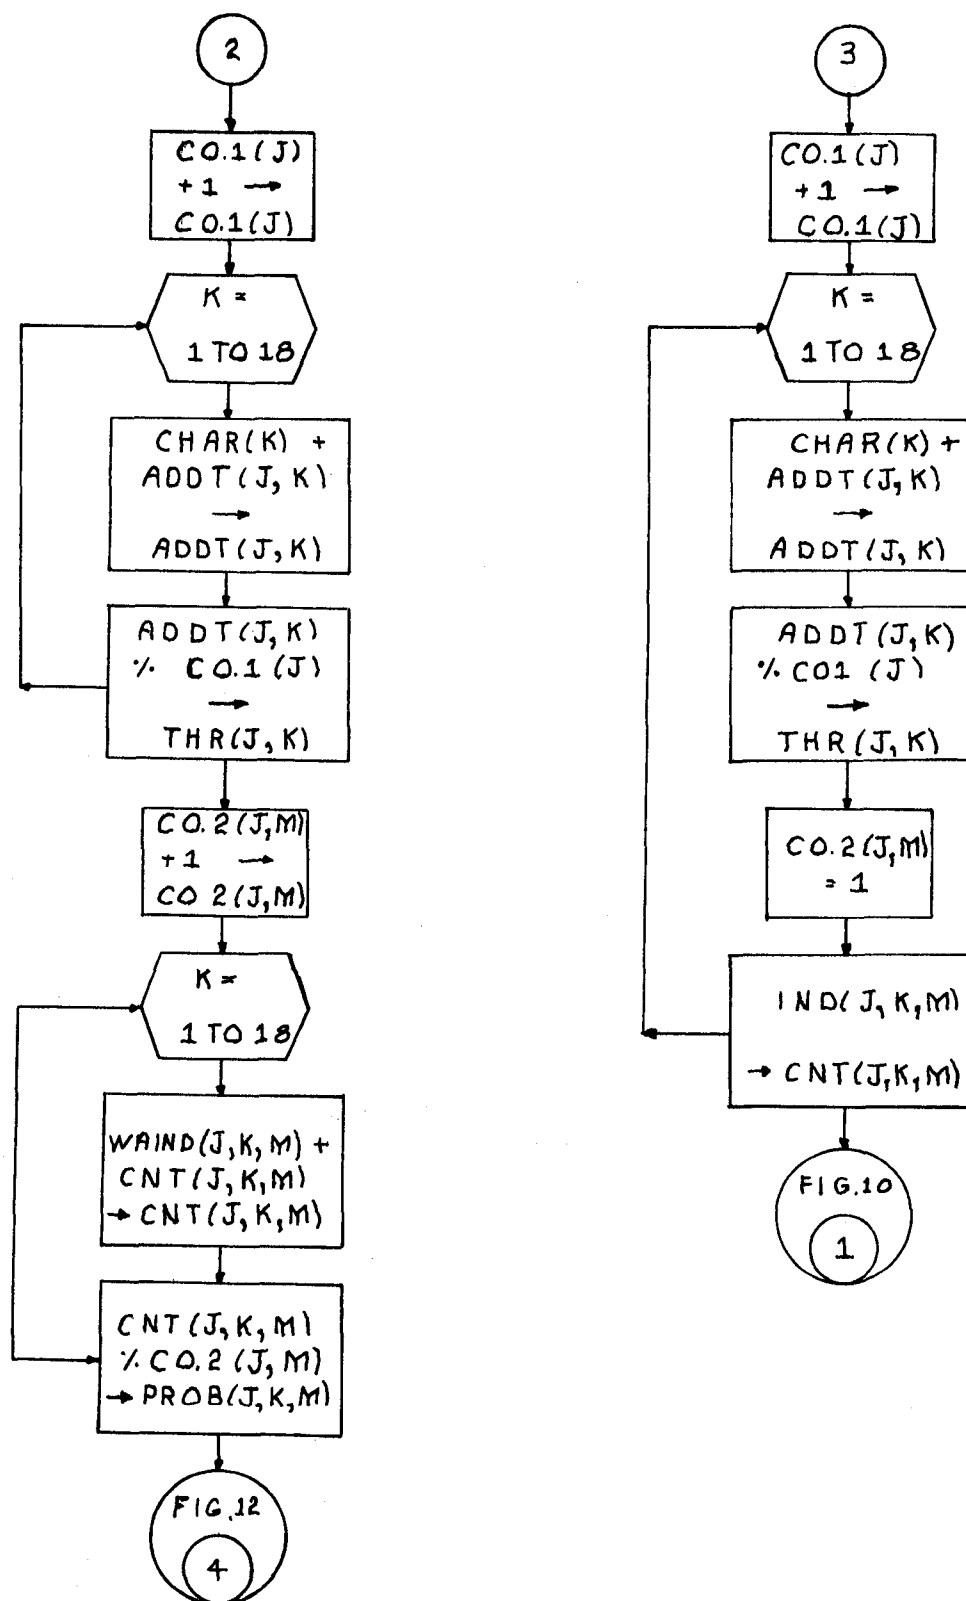 2
CO.1(J)
+1 →
CO.1(J)
K =
1 TO 18
CHAR(K) +
ADDT(J,K)
→
ADDT(J,K)
ADDT(J,K)
% CO.1(J)
→
THR(J,K)
CO.2(J,M)
+1 →
CO 2(J,M)
K =
1 TO 18
WAIND(J,K,M) +
CNT(J,K,M)
→ CNT(J,K,M)
CNT(J,K,M)
% CO.2(J,M)
→ PROB(J,K,M)
FIG.12
4
3
CO.1(J)
+1 →
CO.1(J)
K =
1 TO 18
CHAR(K) +
ADDT(J,K)
→
ADDT(J,K)
ADDT(J,K)
% CO1 (J)
→
THR(J,K)
CO.2(J,M)
= 1
IND(J,K,M)
→ CNT(J,K,M)
FIG.10
1